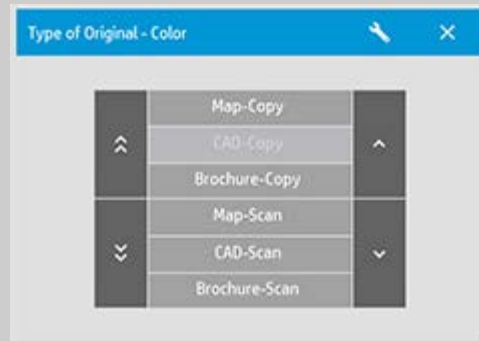 Type of Original - Color
Map-Copy
CAD-Copy
Brochure-Copy
Map-Scan
CAD-Scan
Brochure-Scan